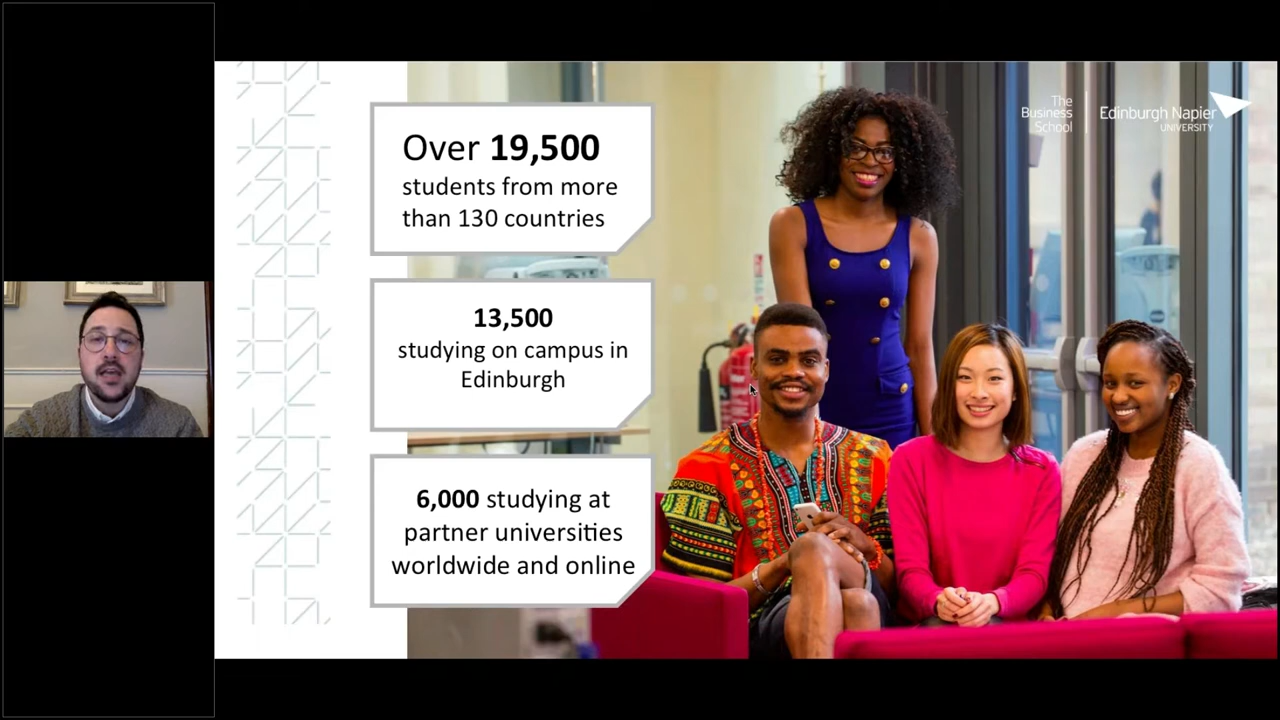 Over 19,500
students from more
than 130 countries
13,500
studying on campus in
Edinburgh
6,000 studying at
partner universities
worldwide and online
The
Business
School
Edinburgh Napier
UNIVERSITY